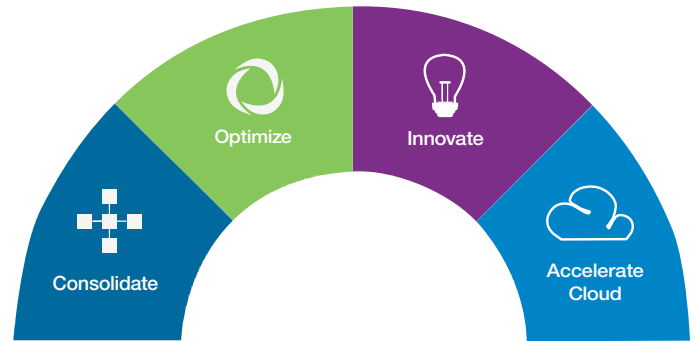 Consolidate
Optimize
Innovate
Accelerate
Cloud